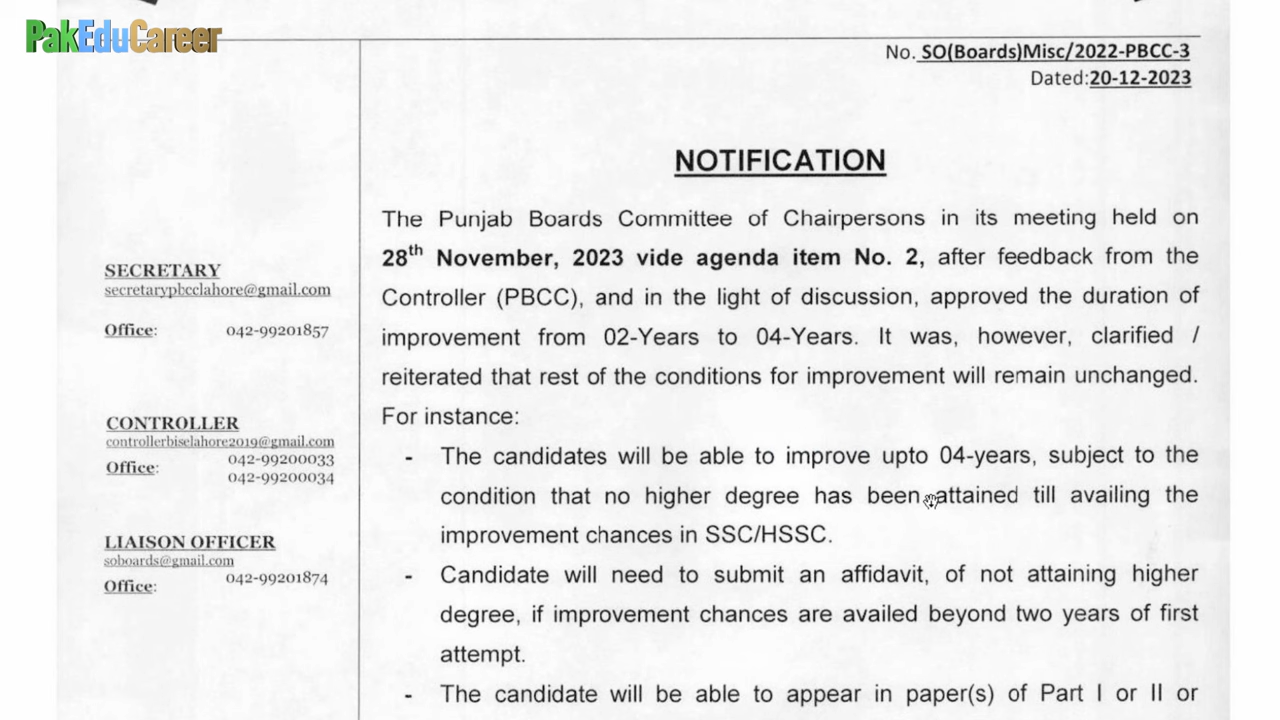 PakEduCareer
No. SO(Boards)Misc/2022-PBCC-3
Dated:20-12-2023
NOTIFICATION
The Punjab Boards Committee of Chairpersons in its meeting held on
28th November, 2023 vide agenda item No. 2, after feedback from the
Controller (PBCC), and in the light of discussion, approved the duration of
improvement from 02-Years to 04-Years. It was, however, clarified /
reiterated that rest of the conditions for improvement will remain unchanged.
For instance:
- The candidates will be able to improve upto 04-years, subject to the
condition that no higher degree has been attained till availing the
improvement chances in SSC/HSSC.
- Candidate will need to submit an affidavit, of not attaining higher
degree, if improvement chances are availed beyond two years of first
attempt.
- The candidate will be able to appear in paper(s) of Part I or II or
SECRETARY
secretarypbcclahore@gmail.com
Office: 042-99201857
CONTROLLER
controllerbiselahore2019@gmail.com
Office: 042-99200033
042-99200034
LIAISON OFFICER
soboards@gmail.com
Office: 042-99201874